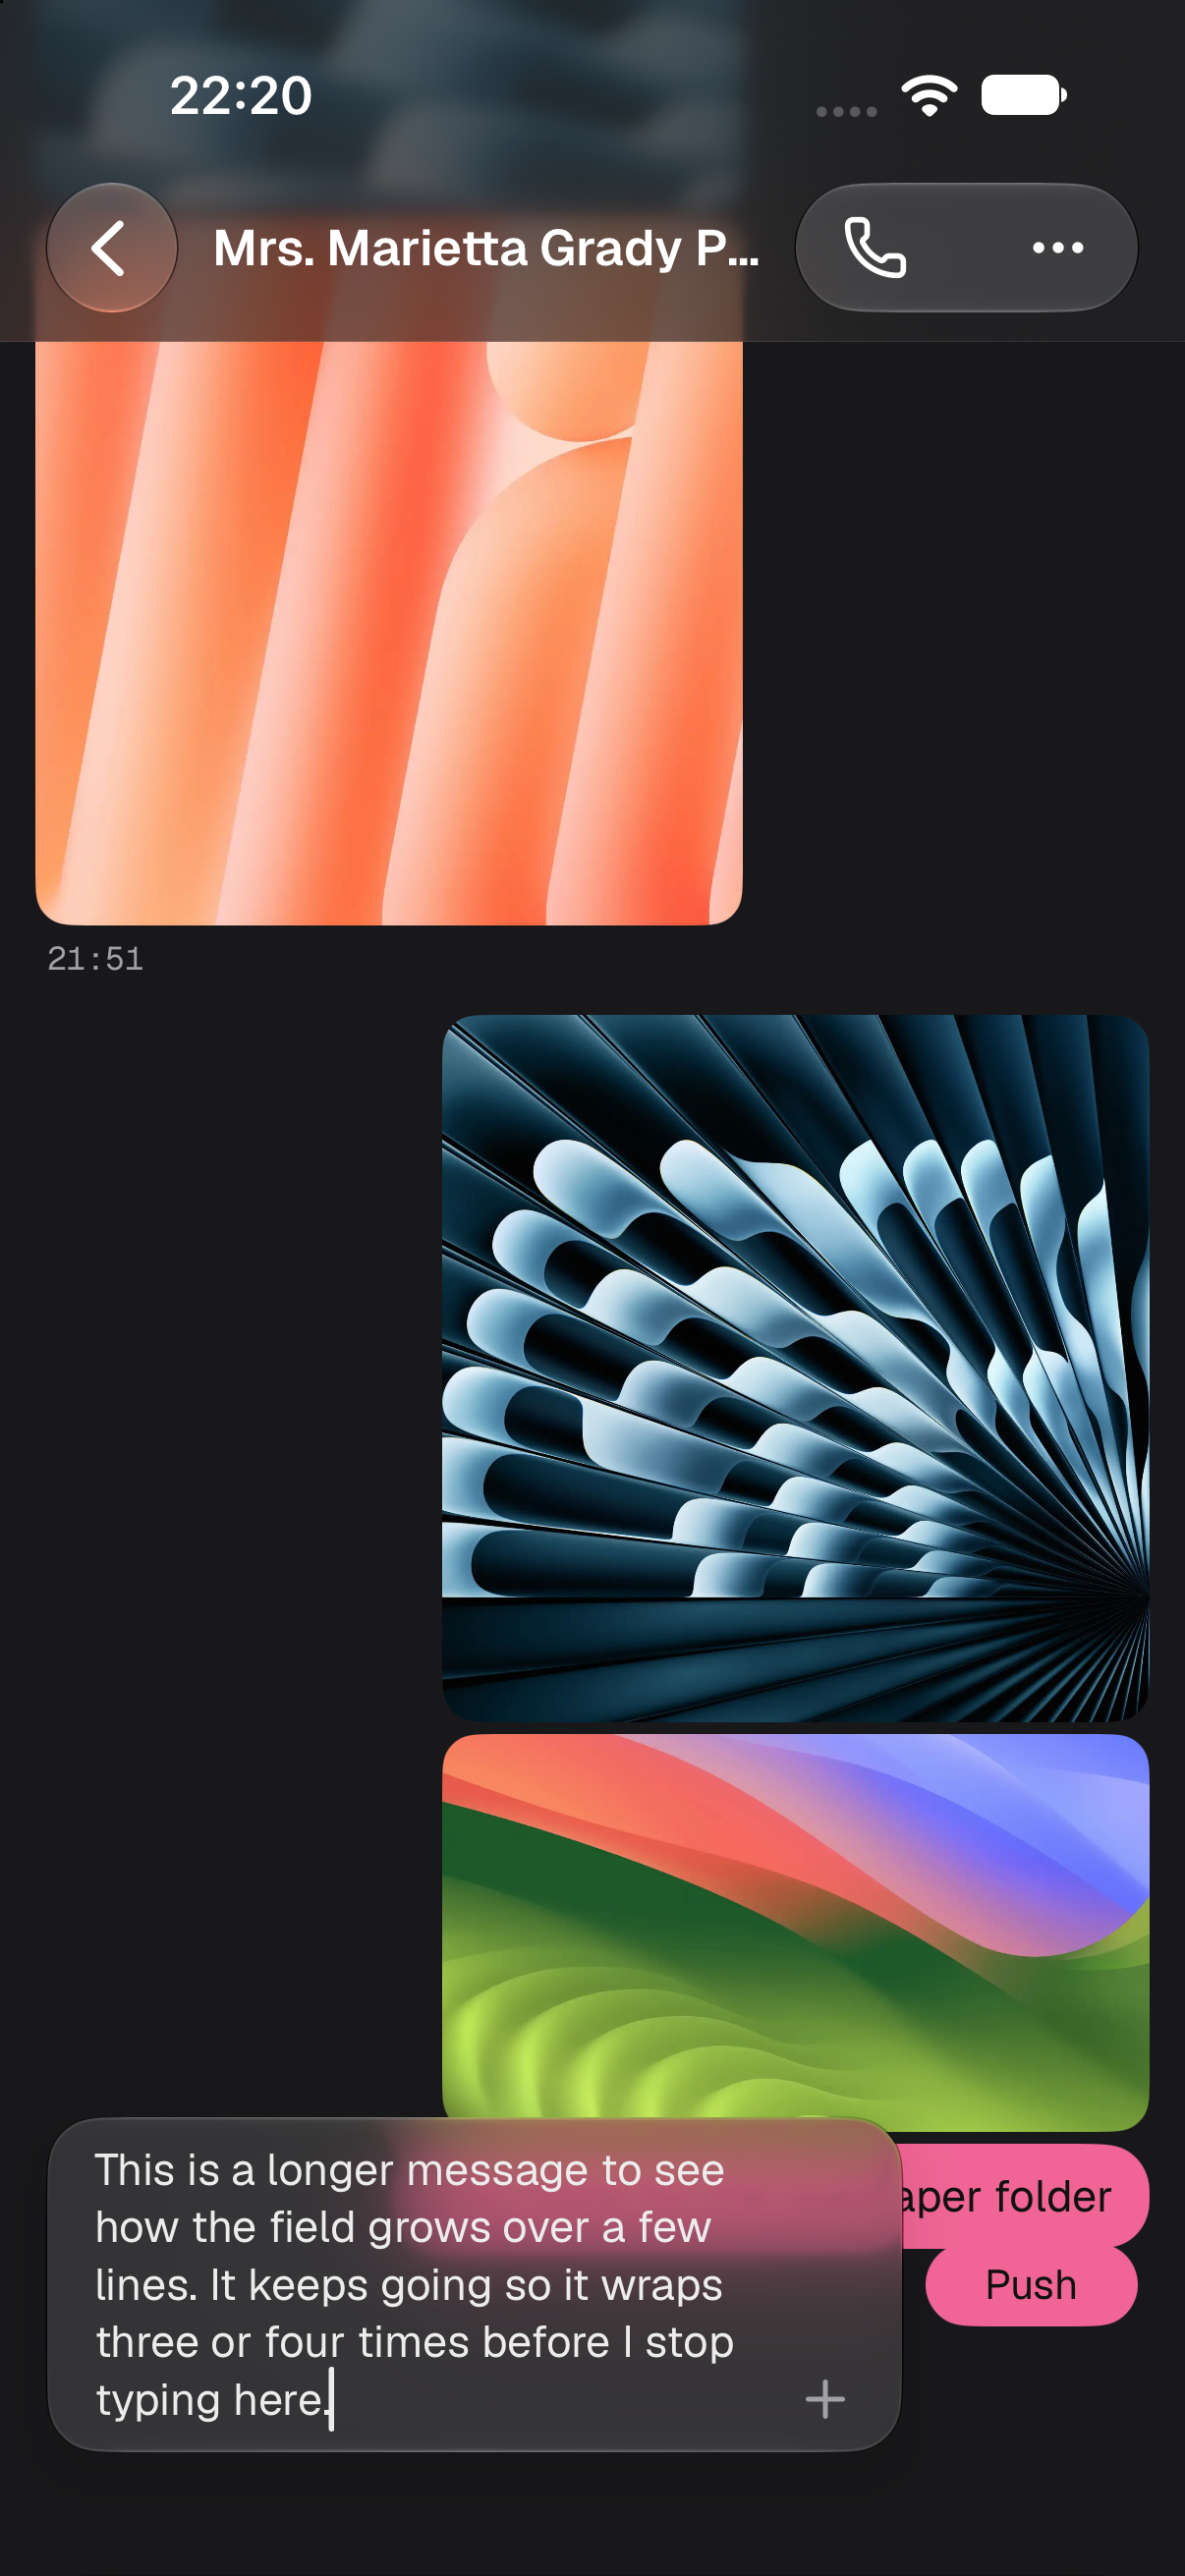 22:20
Mrs. Marietta Grady P...
21:51
aper folder
Push
This is a longer message to see
how the field grows over a few
lines. It keeps going so it wraps
three or four times before I stop
typing here.